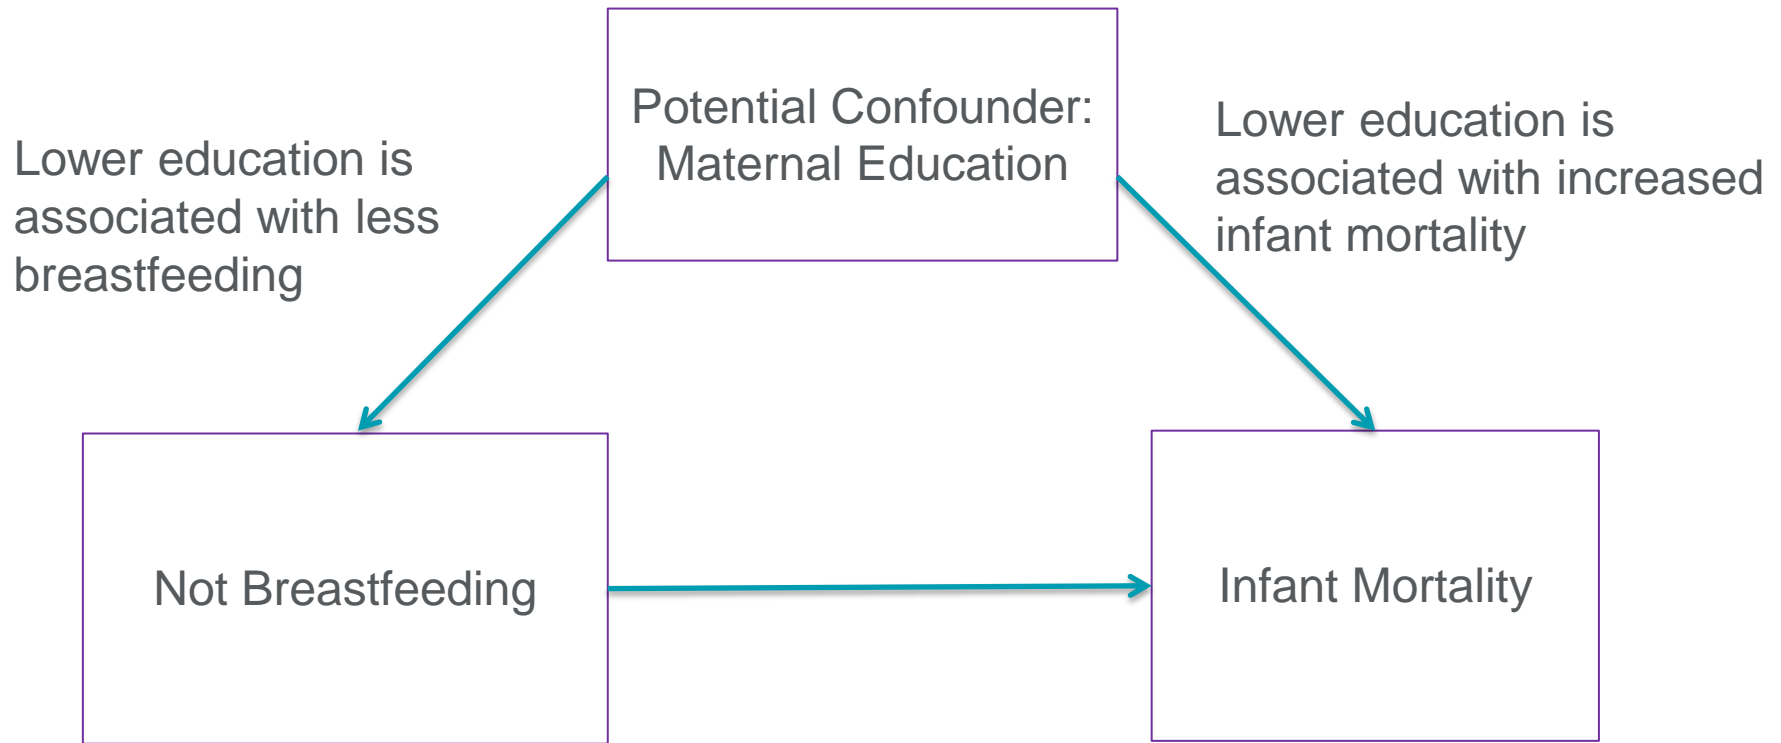 Potential Confounder:
Maternal Education
Lower education is
associated with less
breastfeeding
Lower education is
associated with increased
infant mortality
Not Breastfeeding
Infant Mortality